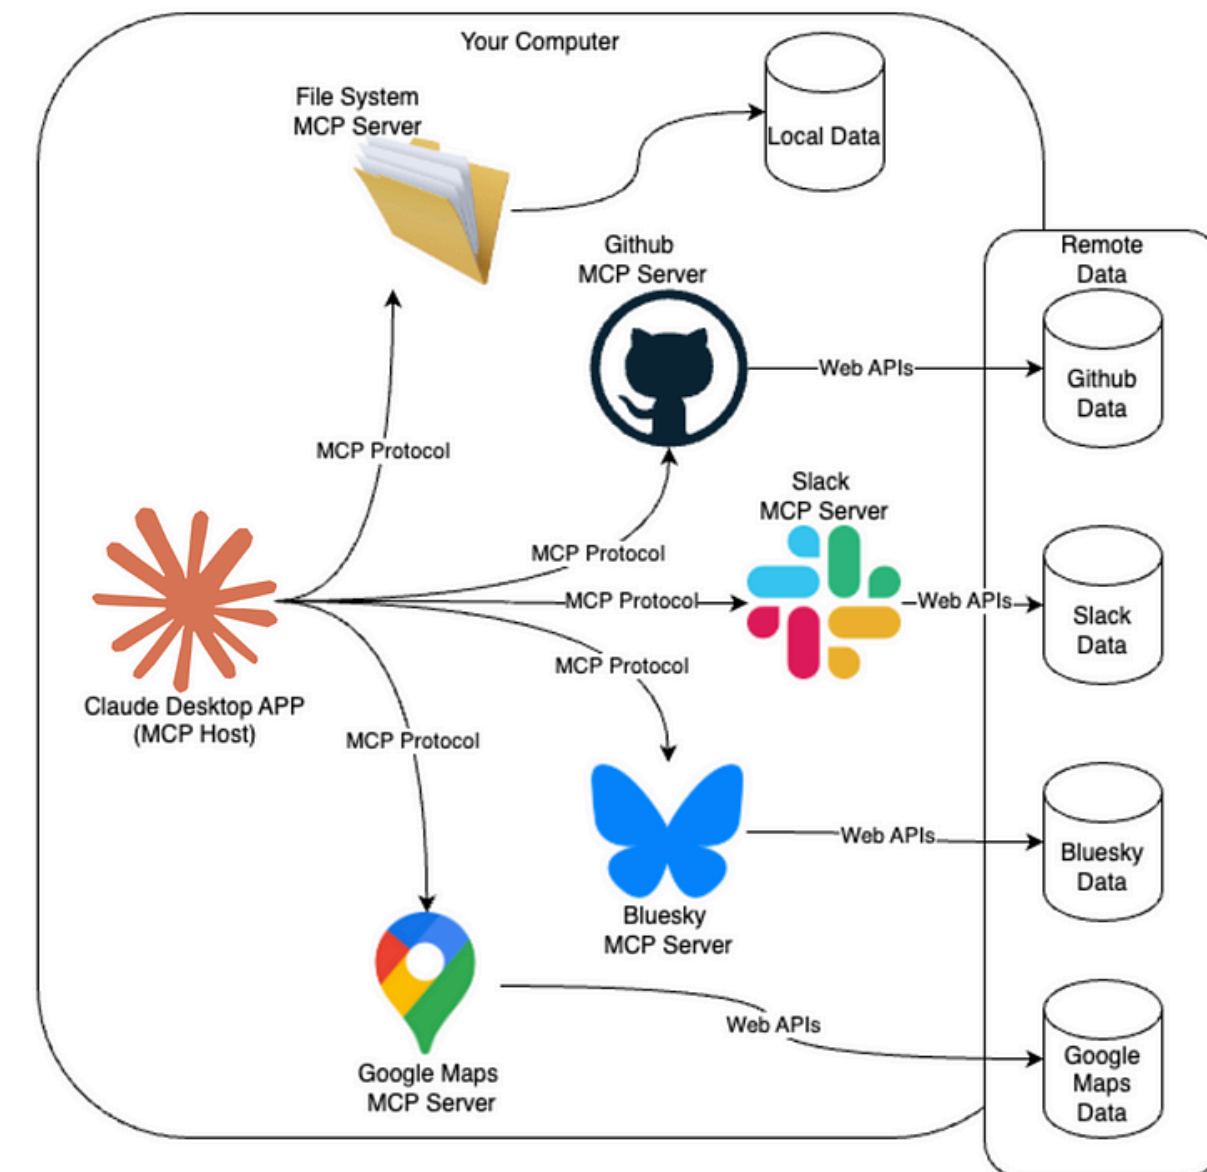 Your Computer
File System
MCP Server
Local Data
Github
MCP Server
Remote
Data
Web APIs
Github
Data
MCP Protocol
Slack
MCP Server
MCP Protocol
MCP Protocol
Web APIs
Slack
Data
MCP Protocol
Claude Desktop APP
(MCP Host)
MCP Protocol
Web APIs
Bluesky
Data
Bluesky
MCP Server
Web APIs
Google
Maps
Data
Google Maps
MCP Server